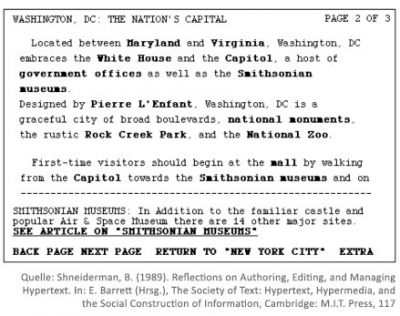 WASHINGTON, DC: THE NATION'S CAPITAL PAGE 2 OF 3
Located between Maryland and Virginia, Washington, DC
embraces the White House and the Capitol, a host of
government offices as well as the Smithsonian
museums.
Designed by Pierre L'Enfant, Washington, DC is a
graceful city of broad boulevards, national monuments,
the rustic Rock Creek Park, and the National Zoo.
First-time visitors should begin at the mall by walking
from the Capitol towards the Smithsonian museums and on
SMITHSONIAN MUSEUMS: In Addition to the familiar castle and
popular Air & Space Museum there are 14 other major sites.
SEE ARTICLE ON "SMITHSONIAN MUSEUMS"
BACK PAGE NEXT PAGE RETURN TO "NEW YORK CITY" EXTRA
Quelle: Shneiderman, B. (1989). Reflections on Authoring, Editing, and Managing
Hypertext. In: E. Barrett (Hrsg.), The Society of Text: Hypertext, Hypermedia, and
the Social Construction of Information, Cambridge: M.I.T. Press, 117